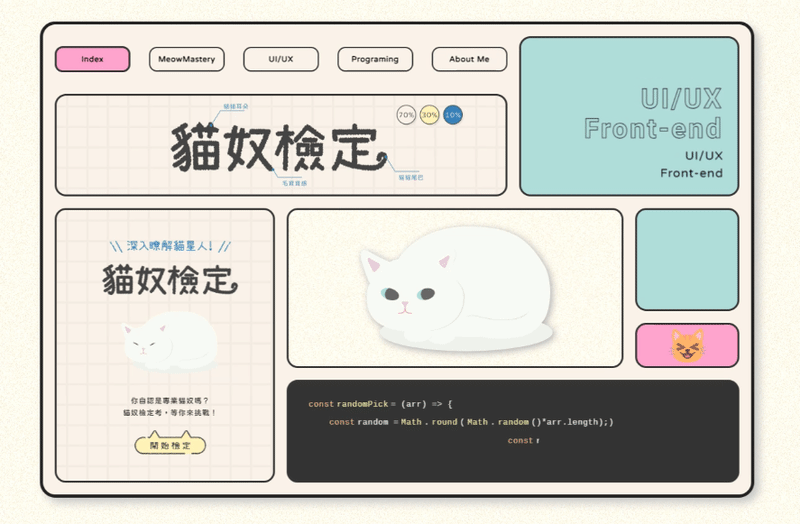 Index
MeowMastery
UI/UX
Programing
About Me
貓貓耳朵
70%
30%
10%
貓奴檢定
毛質質感
貓貓尾巴
UI/UX
Front-end
UI/UX
Front-end
\\ 深入瞭解貓星人! //
貓奴檢定
你自認是專業貓奴嗎？
貓奴檢定考，等你來挑戰！
開始檢定
const randomPick = (arr) => {
const random = Math . round ( Math . random ()*arr.length);)
const r